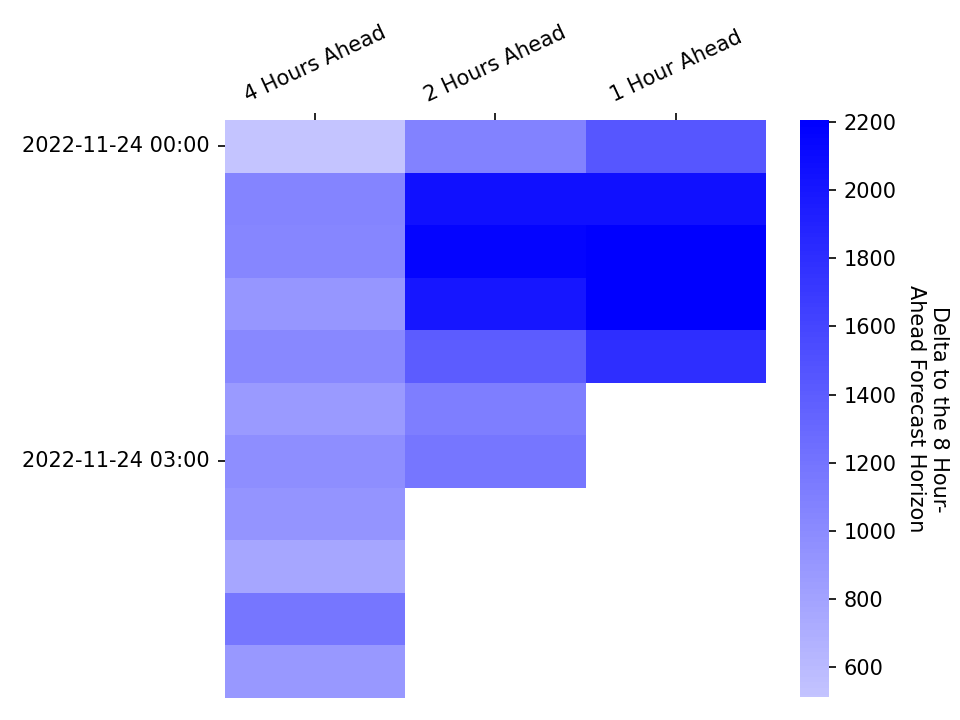 4 Hours Ahead
2 Hours Ahead
1 Hour Ahead
2022-11-24 00:00
2022-11-24 03:00
2200
2000
1800
1600
1400
1200
1000
800
600
Delta to the 8 Hour-
Ahead Forecast Horizon